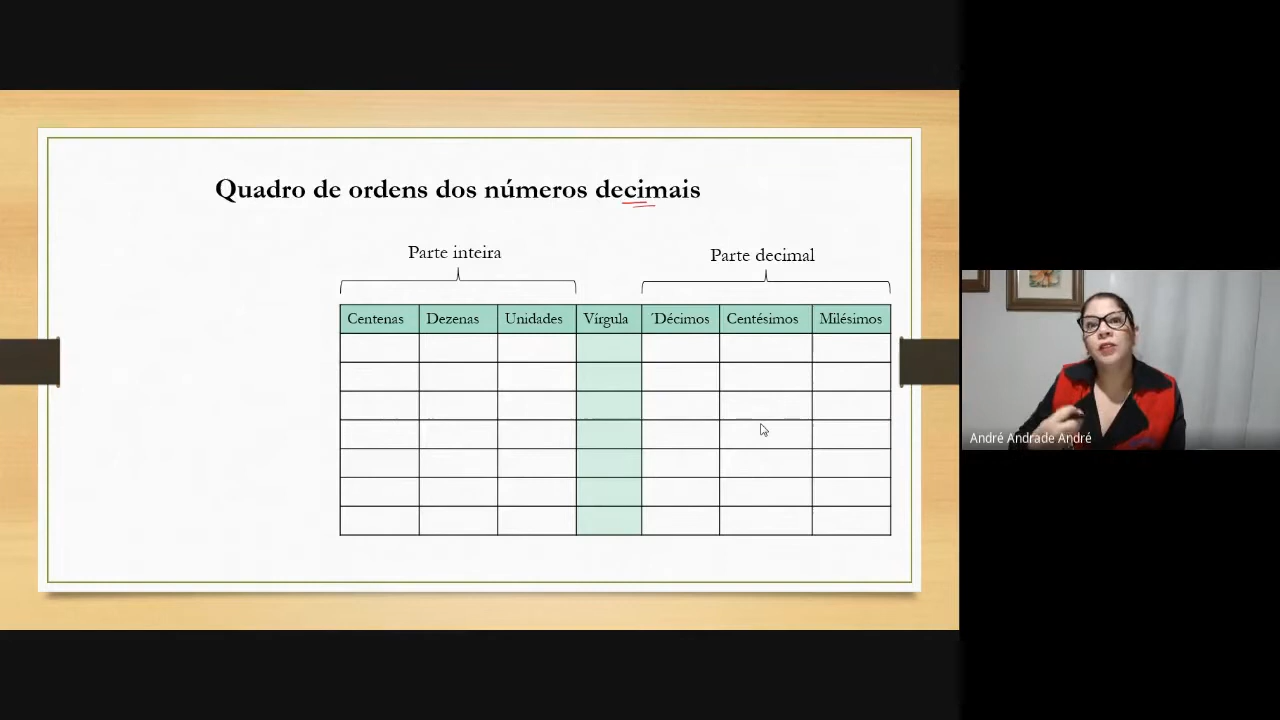 Quadro de ordens dos números decimais
Parte inteira
Parte decimal
Centenas Dezenas Unidades Vírgula Décimos Centésimos Milésimos
André Andrade André